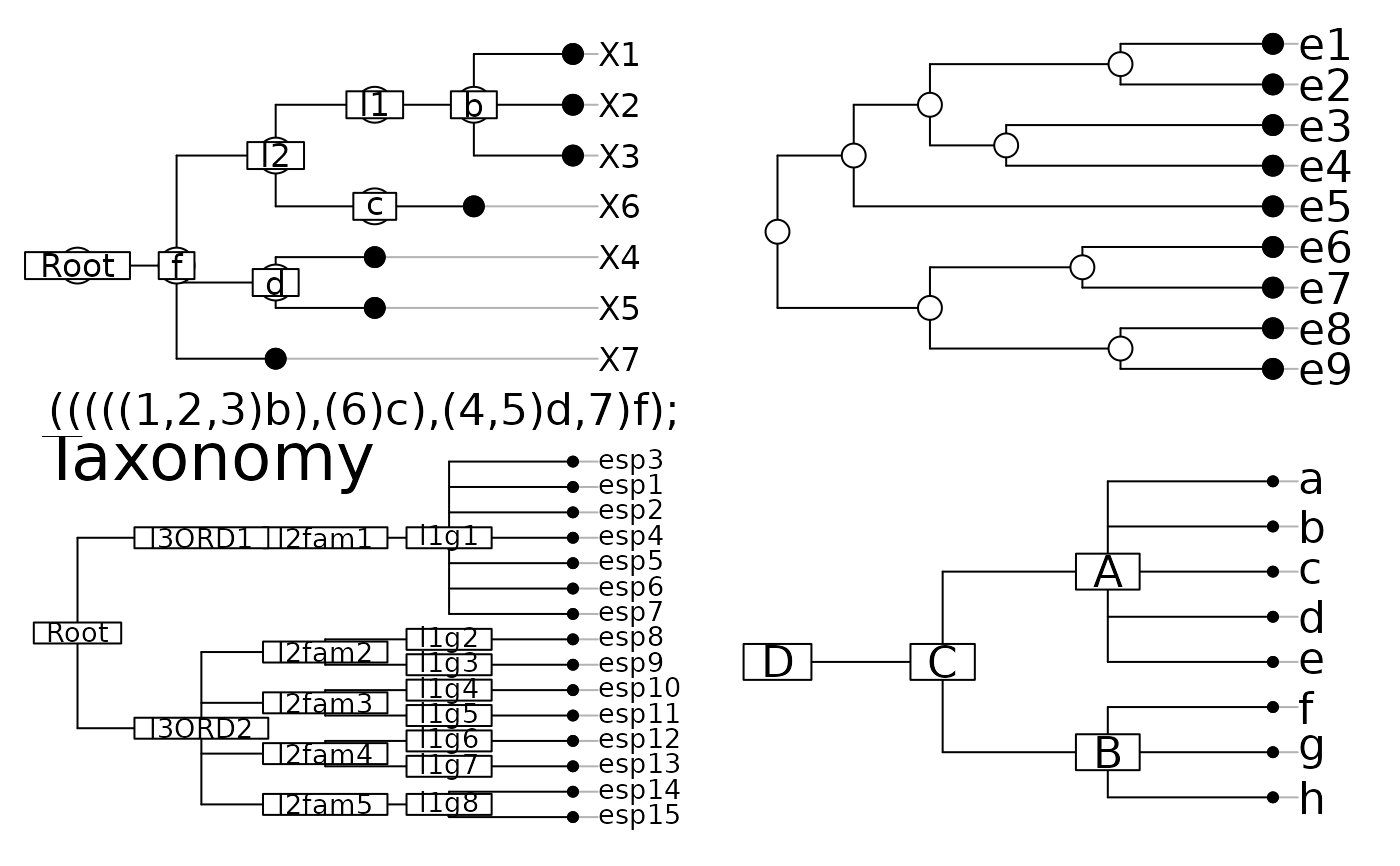 X1
l1
b
X2
l2
X3
c
X6
X4
Root
f
d
X5
X7
(((((1,2,3)b),(6)c),(4,5)d,7)f);
e1
e2
e3
e4
e5
e6
e7
e8
e9
Taxonomy
esp3
esp1
esp2
l3ORD1
l2fam1
l1g1
esp4
esp5
esp6
esp7
Root
l1g2
esp8
l2fam2
l1g3
esp9
l1g4
esp10
l2fam3
l1g5
esp11
l3ORD2
l1g6
esp12
l2fam4
l1g7
esp13
esp14
l2fam5
l1g8
esp15
a
b
A
c
d
D
C
e
f
B
g
h